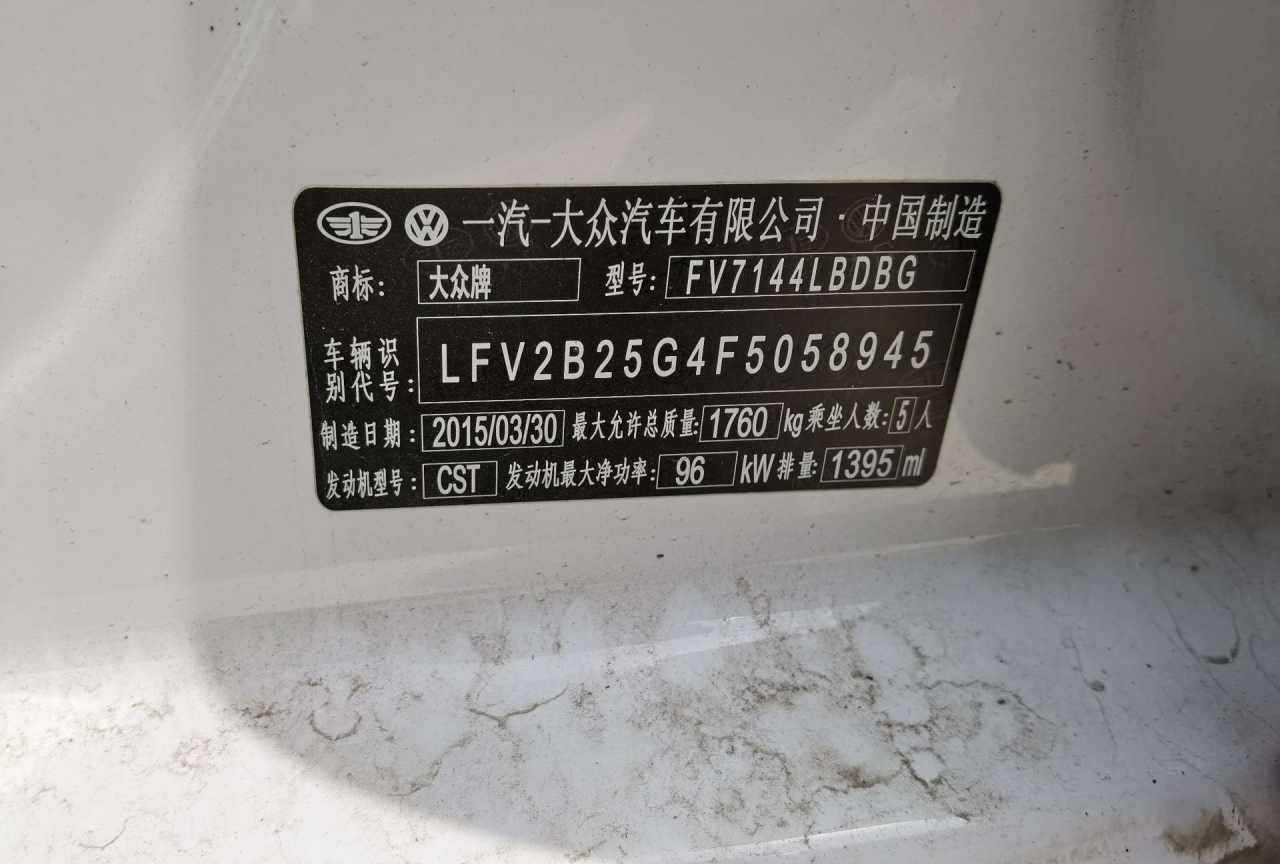 一汽-大众汽车有限公司·中国制造
商标: 大众牌 型号: FV7144LBDBG
车辆识别代号: LFV2B25G4F5058945
制造日期: 2015/03/30 最大允许总质量: 1760 kg 乘坐人数: 5 人
发动机型号: CST 发动机最大净功率: 96 kW 排量: 1395 ml